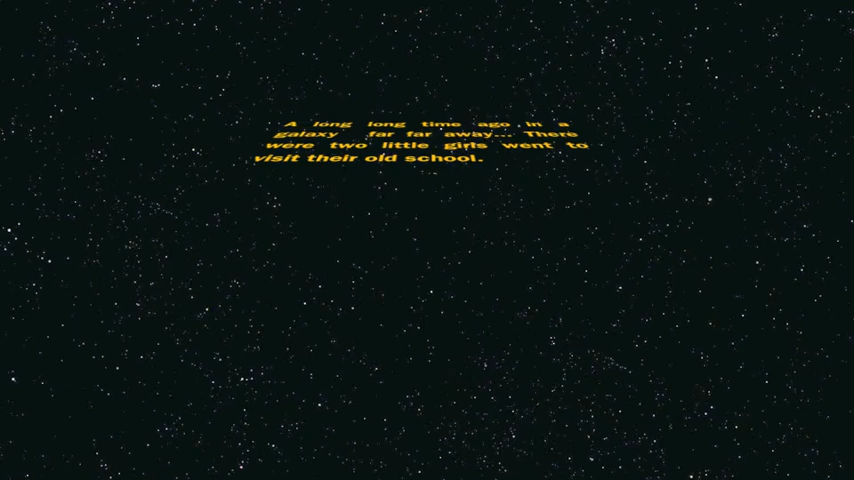 A long long time ago in a
galaxy far far away... There
were two little girls went to
visit their old school.